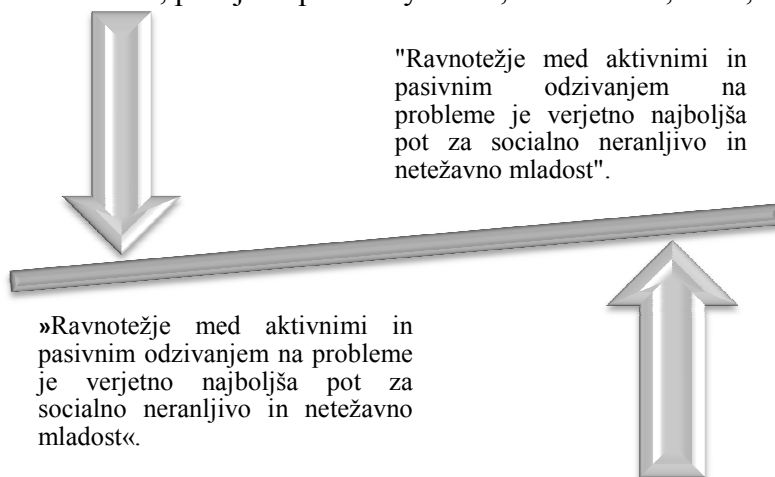 "Ravnotežje med aktivnimi in
pasivnim odzivanjem na
probleme je verjetno najboljša
pot za socialno neranljivo in
netežavno mladost".
»Ravnotežje med aktivnimi in
pasivnim odzivanjem na probleme
je verjetno najboljša pot za
socialno neranljivo in netežavno
mladost«.